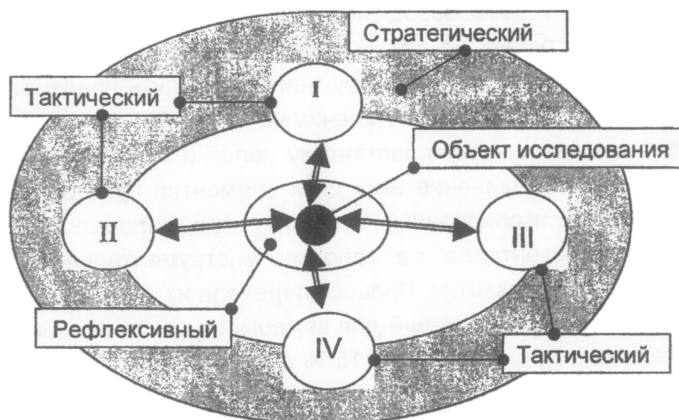 Стратегический
I
Тактический
Объект исследования
II
III
Рефлексивный
IV
Тактический